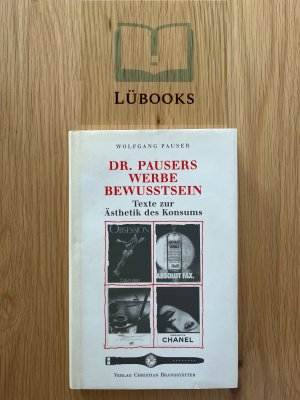 LÜBOOKS
WOLFGANG PAUSER
DR. PAUSERS
WERBE
BEWUSSTSEIN
Texte zur
Ästhetik des Konsums
OBSESSION
ABSOLUT FAX.
CHANEL
VERLAG CHRISTIAN BRANDSTÄTTER